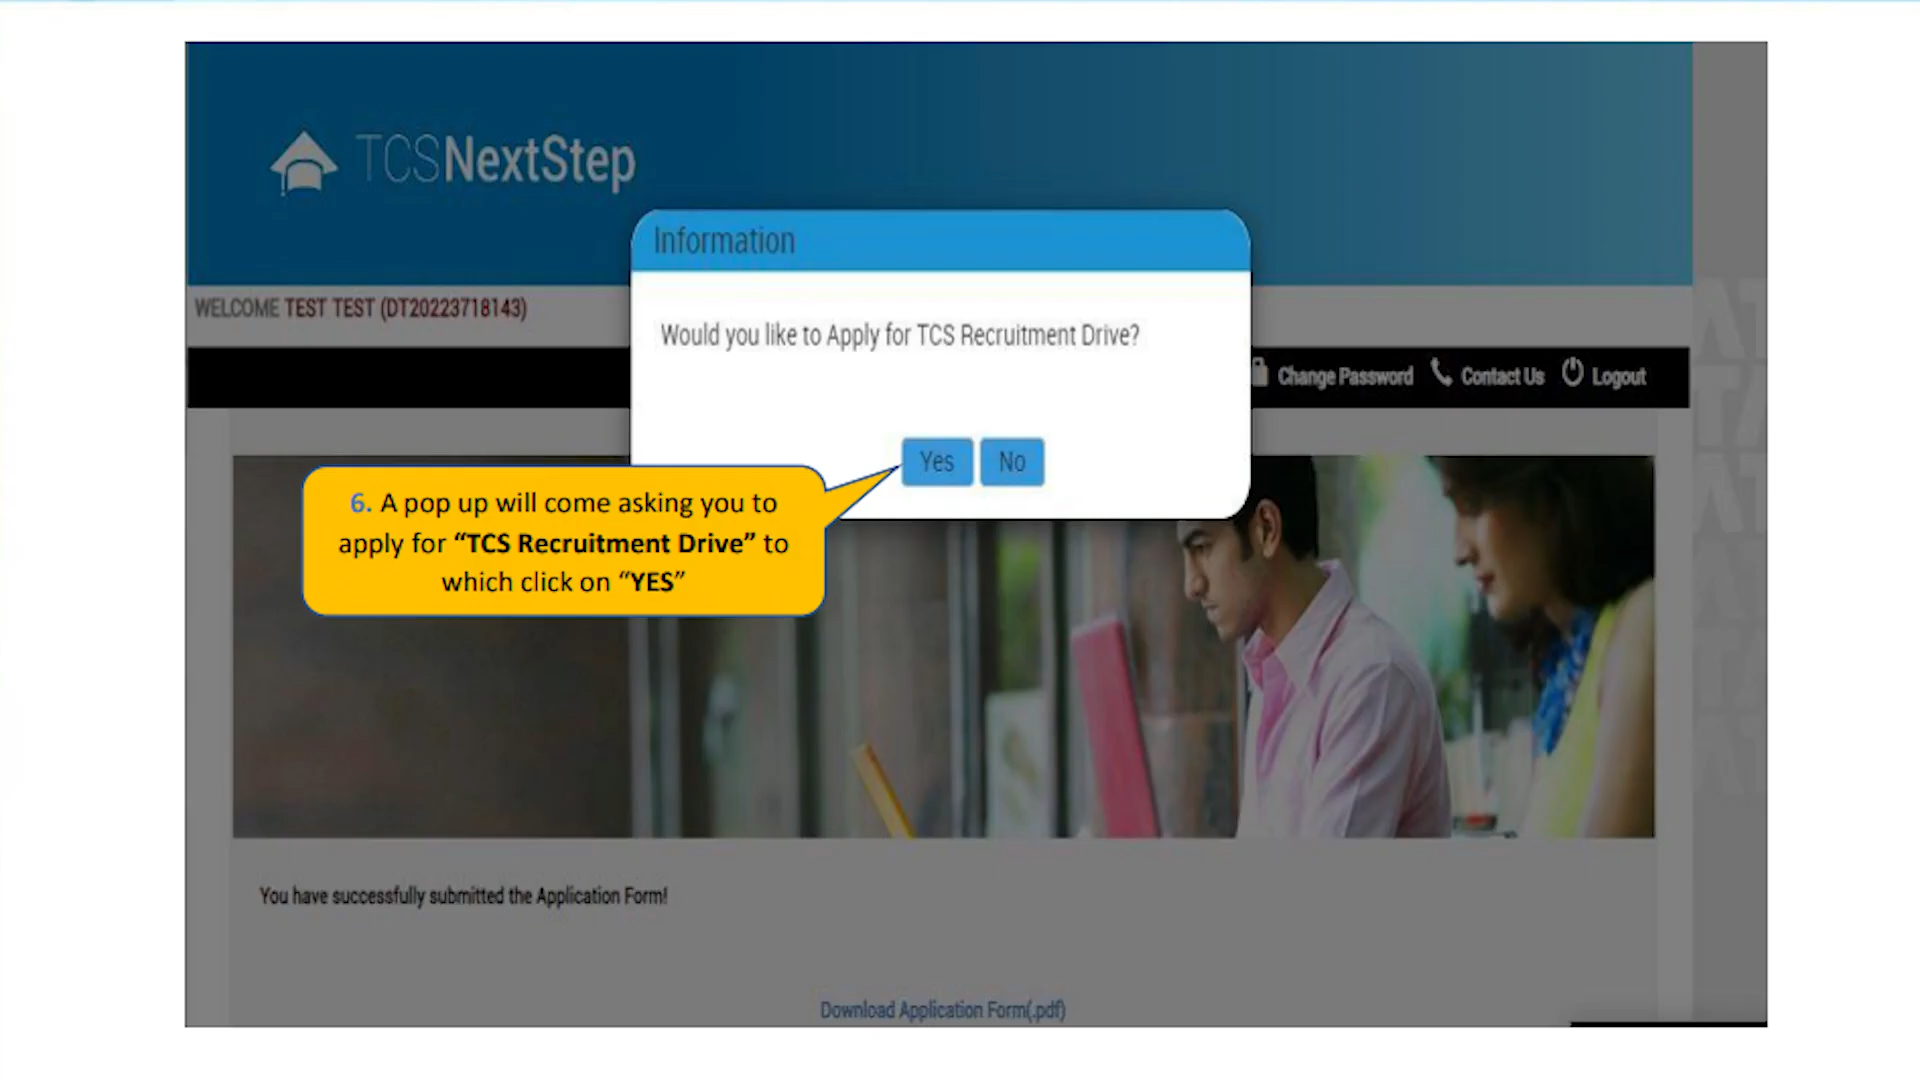 TCSNextStep
Information
WELCOME TEST TEST (DT20223718143)
Would you like to Apply for TCS Recruitment Drive?
Change Password Contact Us Logout
Yes No
6. A pop up will come asking you to
apply for “TCS Recruitment Drive” to
which click on “YES”
You have successfully submitted the Application Form!
Download Application Form(.pdf)